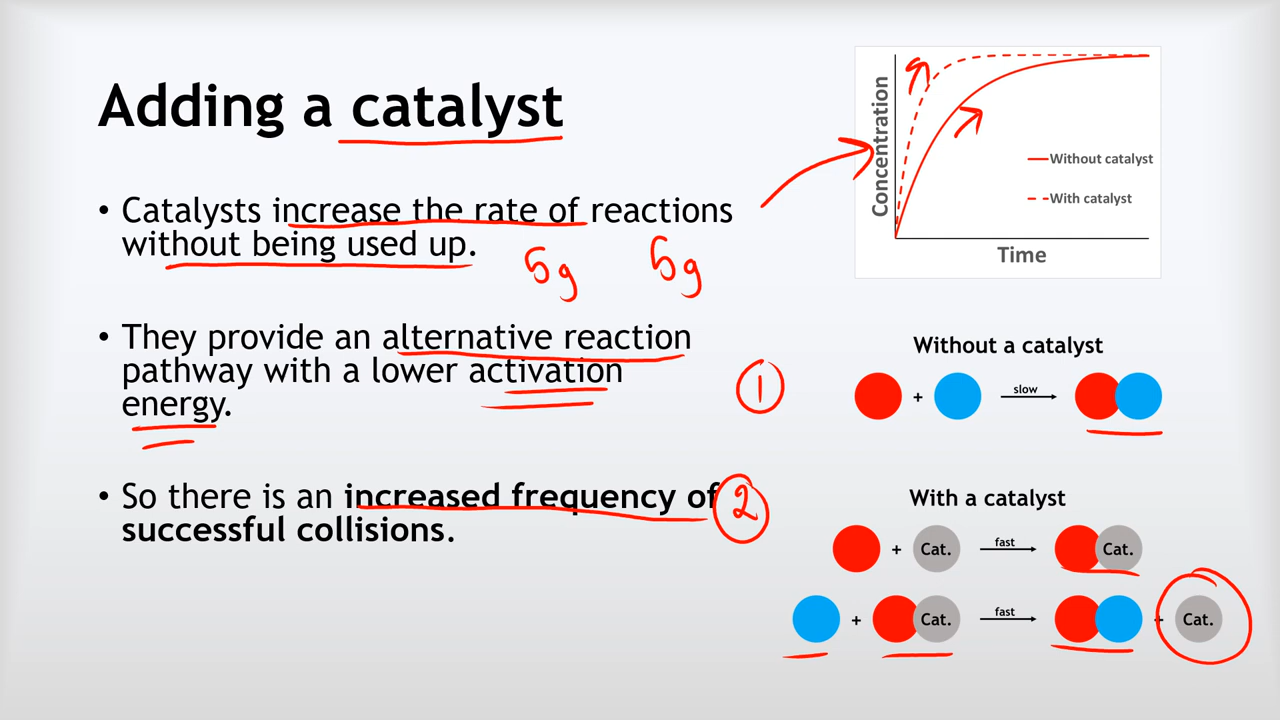 Adding a catalyst
• Catalysts increase the rate of reactions
without being used up.
5g 5g
• They provide an alternative reaction
pathway with a lower activation
energy.
• So there is an increased frequency of
successful collisions.
Concentration
Without catalyst
With catalyst
Time
1
Without a catalyst
+ slow
2
With a catalyst
+ Cat. fast Cat.
+ Cat. fast + Cat.